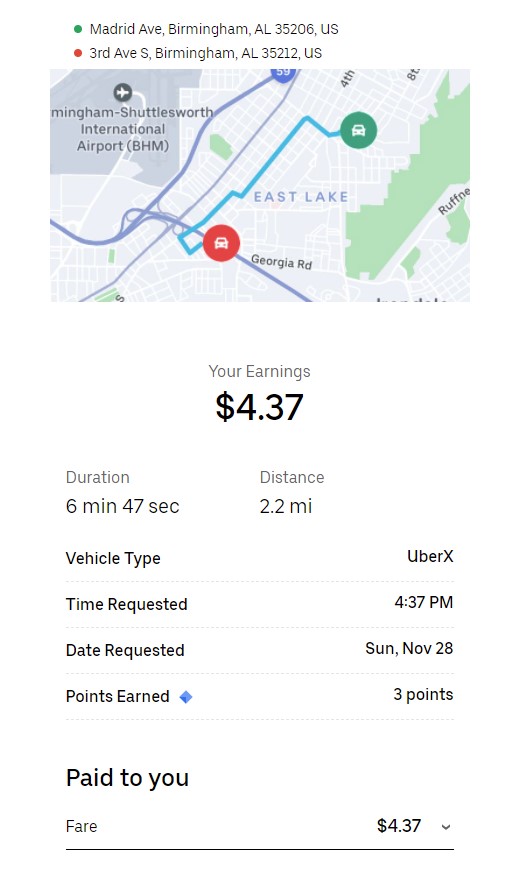 Madrid Ave, Birmingham, AL 35206, US
3rd Ave S, Birmingham, AL 35212, US
59
4th
8t
mingham-Shuttlesworth
International
Airport (BHM)
EAST LAKE
Ruffne
Georgia Rd
S
Your Earnings
$4.37
Duration
Distance
6 min 47 sec
2.2 mi
Vehicle Type
UberX
Time Requested
4:37 PM
Date Requested
Sun, Nov 28
Points Earned
3 points
Paid to you
Fare
$4.37